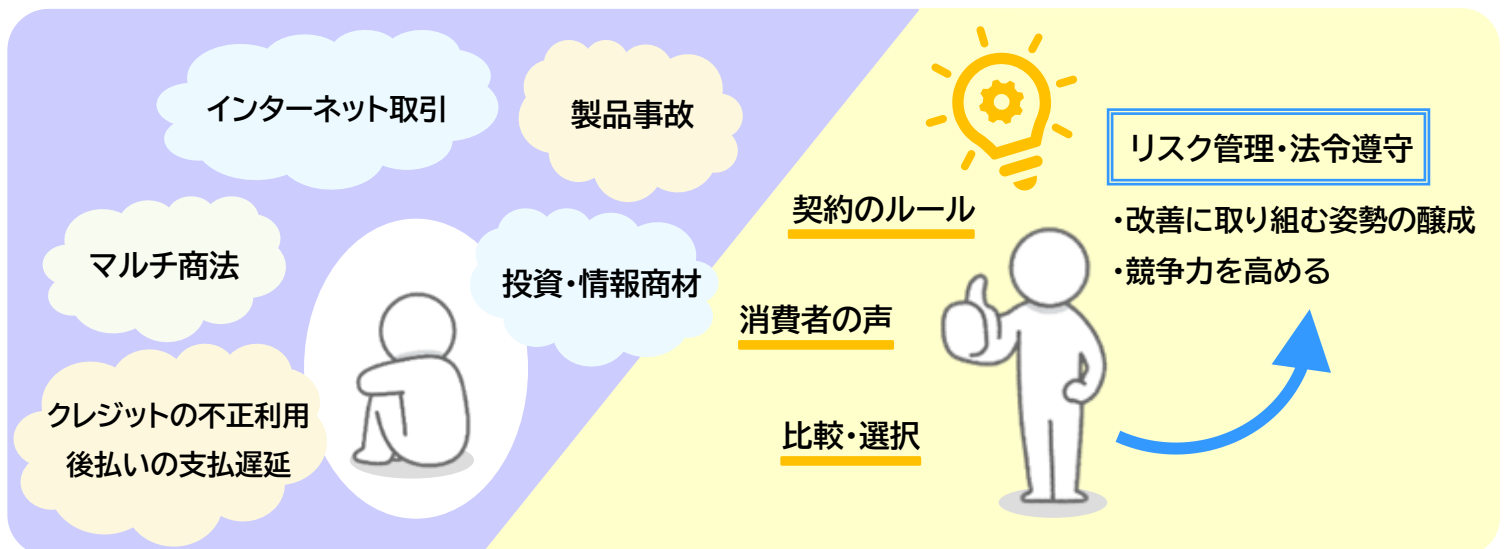 インターネット取引
製品事故
マルチ商法
投資・情報商材
クレジットの不正利用
後払いの支払遅延
契約のルール
消費者の声
比較・選択
リスク管理・法令遵守
・改善に取り組む姿勢の醸成
・競争力を高める